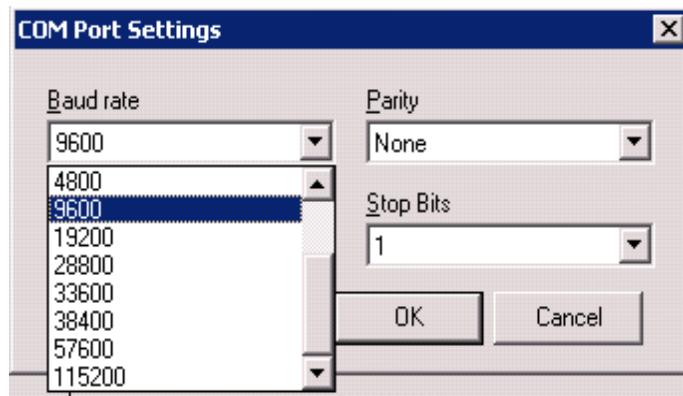 COM Port Settings
Baud rate
Parity
9600
None
4800
9600
19200
28800
33600
38400
57600
115200
Stop Bits
1
OK
Cancel